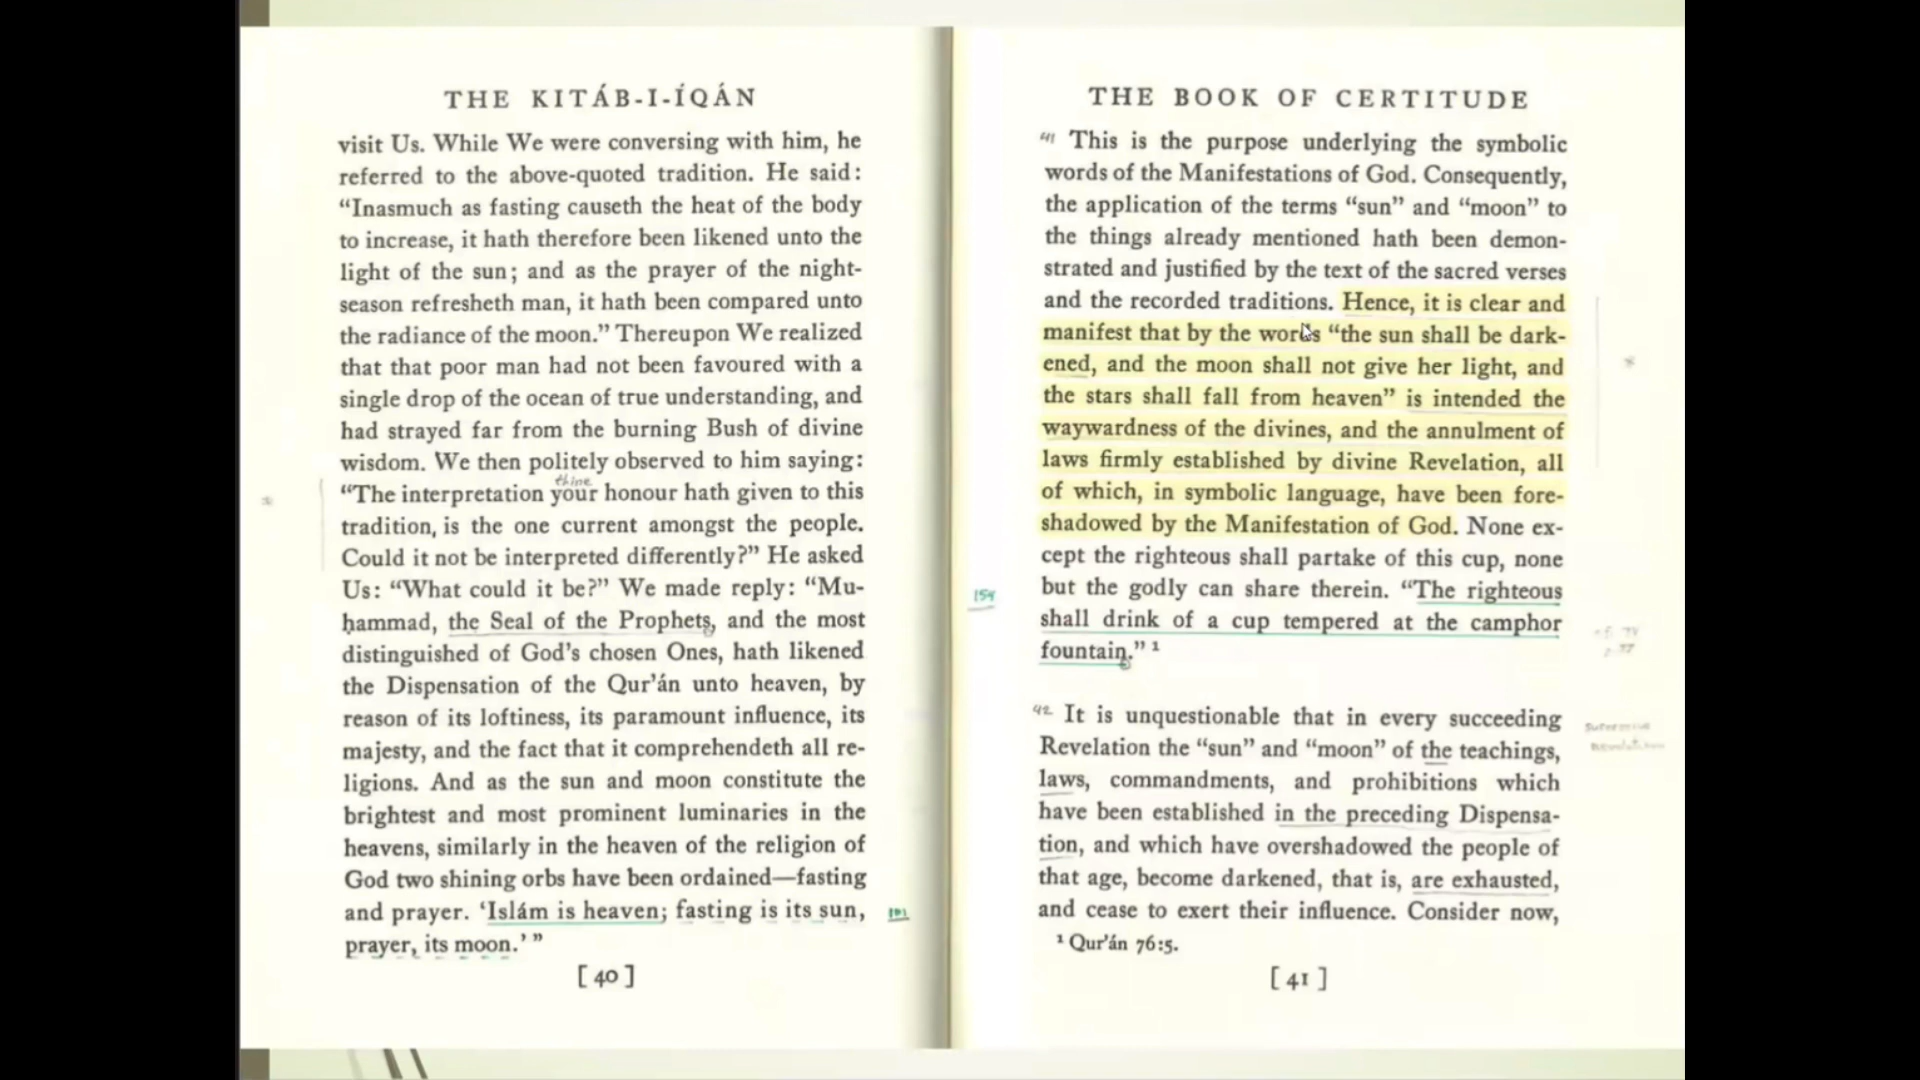 THE KITÁB-I-ÍQÁN
visit Us. While We were conversing with him, he
referred to the above-quoted tradition. He said:
“Inasmuch as fasting causeth the heat of the body
to increase, it hath therefore been likened unto the
light of the sun; and as the prayer of the night-
season refresheth man, it hath been compared unto
the radiance of the moon.” Thereupon We realized
that that poor man had not been favoured with a
single drop of the ocean of true understanding, and
had strayed far from the burning Bush of divine
wisdom. We then politely observed to him saying:
thine
“The interpretation your honour hath given to this
tradition, is the one current amongst the people.
Could it not be interpreted differently?” He asked
Us: “What could it be?” We made reply: “Mu-
ḥammad, the Seal of the Prophets, and the most
distinguished of God’s chosen Ones, hath likened
the Dispensation of the Qur’án unto heaven, by
reason of its loftiness, its paramount influence, its
majesty, and the fact that it comprehendeth all re-
ligions. And as the sun and moon constitute the
brightest and most prominent luminaries in the
heavens, similarly in the heaven of the religion of
God two shining orbs have been ordained—fasting
and prayer. ‘Islám is heaven; fasting is its sun,
prayer, its moon.’ ”
[ 40 ]
THE BOOK OF CERTITUDE
41 This is the purpose underlying the symbolic
words of the Manifestations of God. Consequently,
the application of the terms “sun” and “moon” to
the things already mentioned hath been demon-
strated and justified by the text of the sacred verses
and the recorded traditions. Hence, it is clear and
manifest that by the words “the sun shall be dark-
ened, and the moon shall not give her light, and
the stars shall fall from heaven” is intended the
waywardness of the divines, and the annulment of
laws firmly established by divine Revelation, all
of which, in symbolic language, have been fore-
shadowed by the Manifestation of God. None ex-
cept the righteous shall partake of this cup, none
but the godly can share therein. “The righteous
shall drink of a cup tempered at the camphor
fountain.” 1
42 It is unquestionable that in every succeeding
Revelation the “sun” and “moon” of the teachings,
laws, commandments, and prohibitions which
have been established in the preceding Dispensa-
tion, and which have overshadowed the people of
that age, become darkened, that is, are exhausted,
and cease to exert their influence. Consider now,
1 Qur’án 76:5.
[ 41 ]